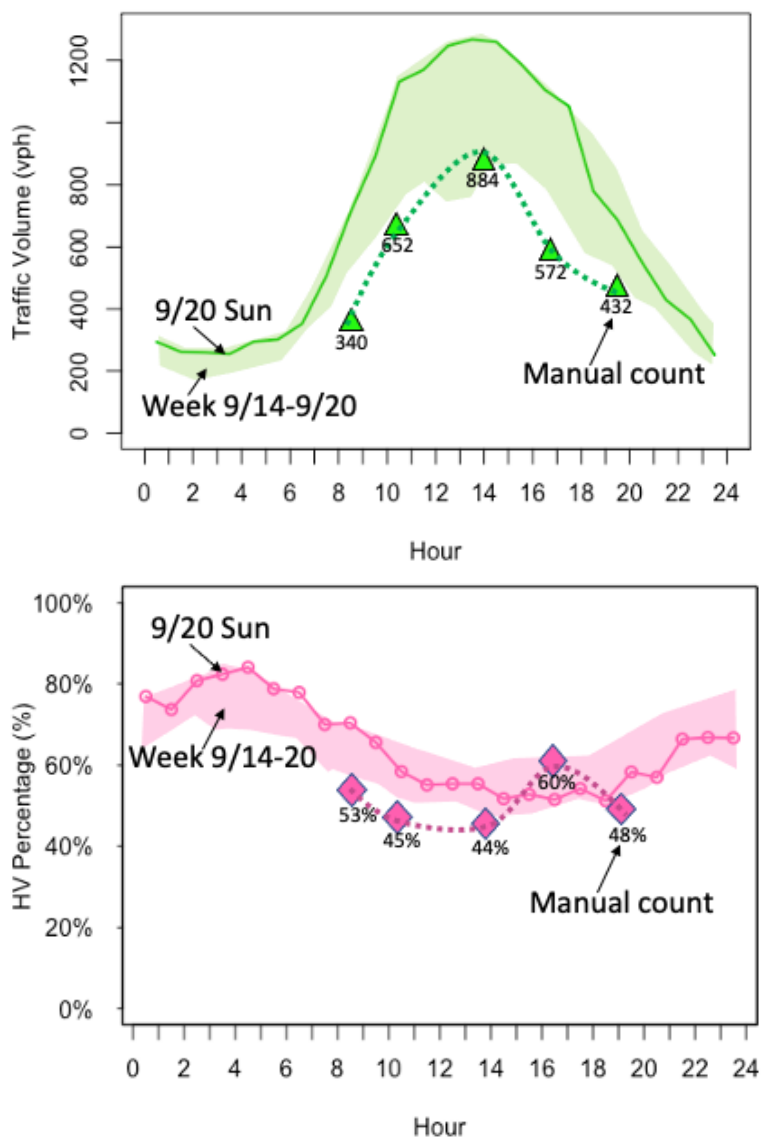 1200
800
600
400
200
0
Traffic Volume (vph)
9/20 Sun
Week 9/14-9/20
652
884
340
572
432
Manual count
0 2 4 6 8 10 12 14 16 18 20 22 24
Hour
100%
80%
60%
40%
20%
0%
HV Percentage (%)
9/20 Sun
Week 9/14-20
53%
45%
44%
60%
48%
Manual count
0 2 4 6 8 10 12 14 16 18 20 22 24
Hour